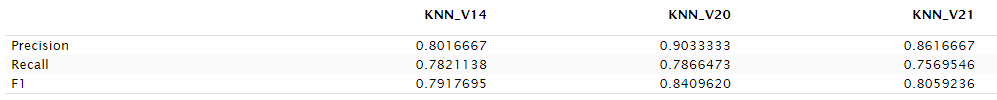 KNN_V14 KNN_V20 KNN_V21
Precision 0.8016667 0.9033333 0.8616667
Recall 0.7821138 0.7866473 0.7569546
F1 0.7917695 0.8409620 0.8059236